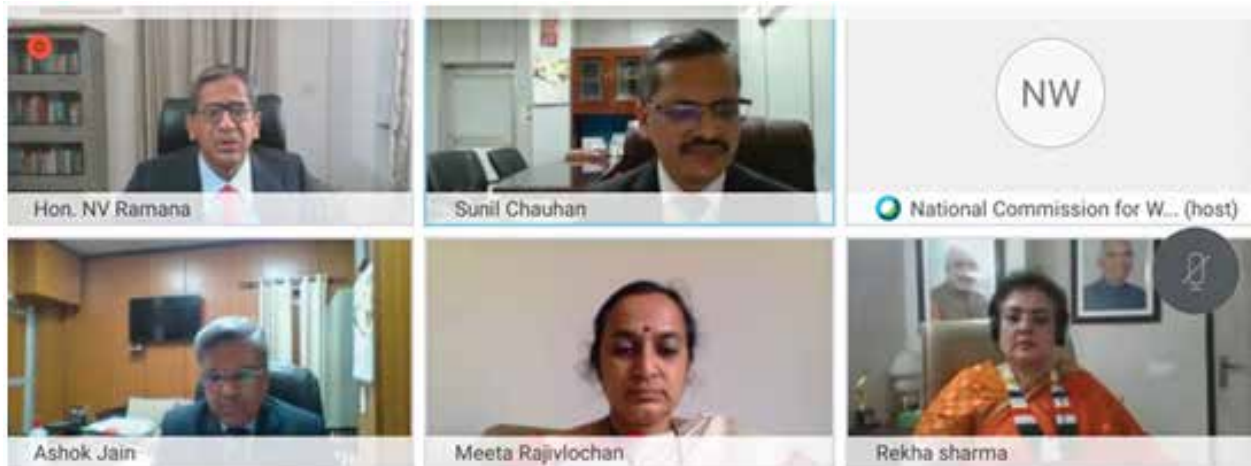 Hon. NV Ramana
Sunil Chauhan
NW
National Commission for W... (host)
Ashok Jain
Meeta Rajivlochan
Rekha sharma